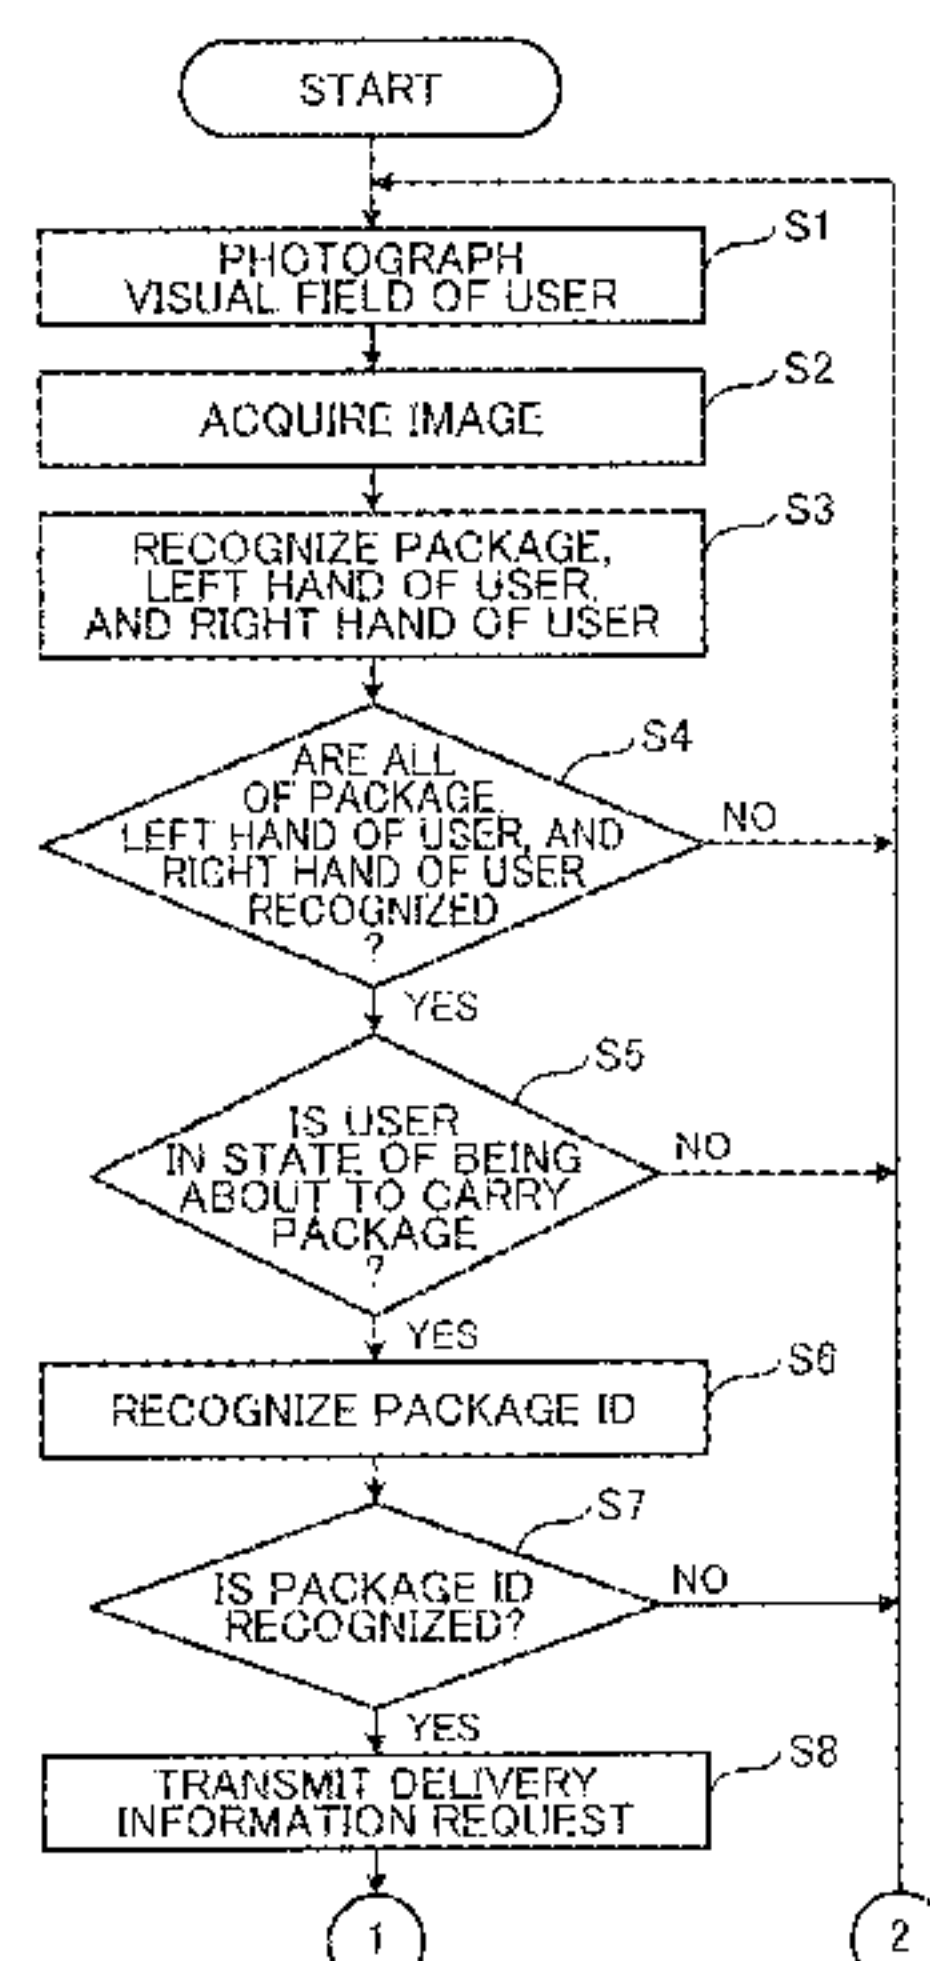 START
S1
PHOTOGRAPH
VISUAL FIELD OF USER
S2
ACQUIRE IMAGE
S3
RECOGNIZE PACKAGE,
LEFT HAND OF USER,
AND RIGHT HAND OF USER
S4
ARE ALL
OF PACKAGE,
LEFT HAND OF USER, AND
RIGHT HAND OF USER
RECOGNIZED
?
NO
YES
S5
IS USER
IN STATE OF BEING
ABOUT TO CARRY
PACKAGE
?
NO
YES
S6
RECOGNIZE PACKAGE ID
S7
IS PACKAGE ID
RECOGNIZED?
NO
YES
S8
TRANSMIT DELIVERY
INFORMATION REQUEST
1
2